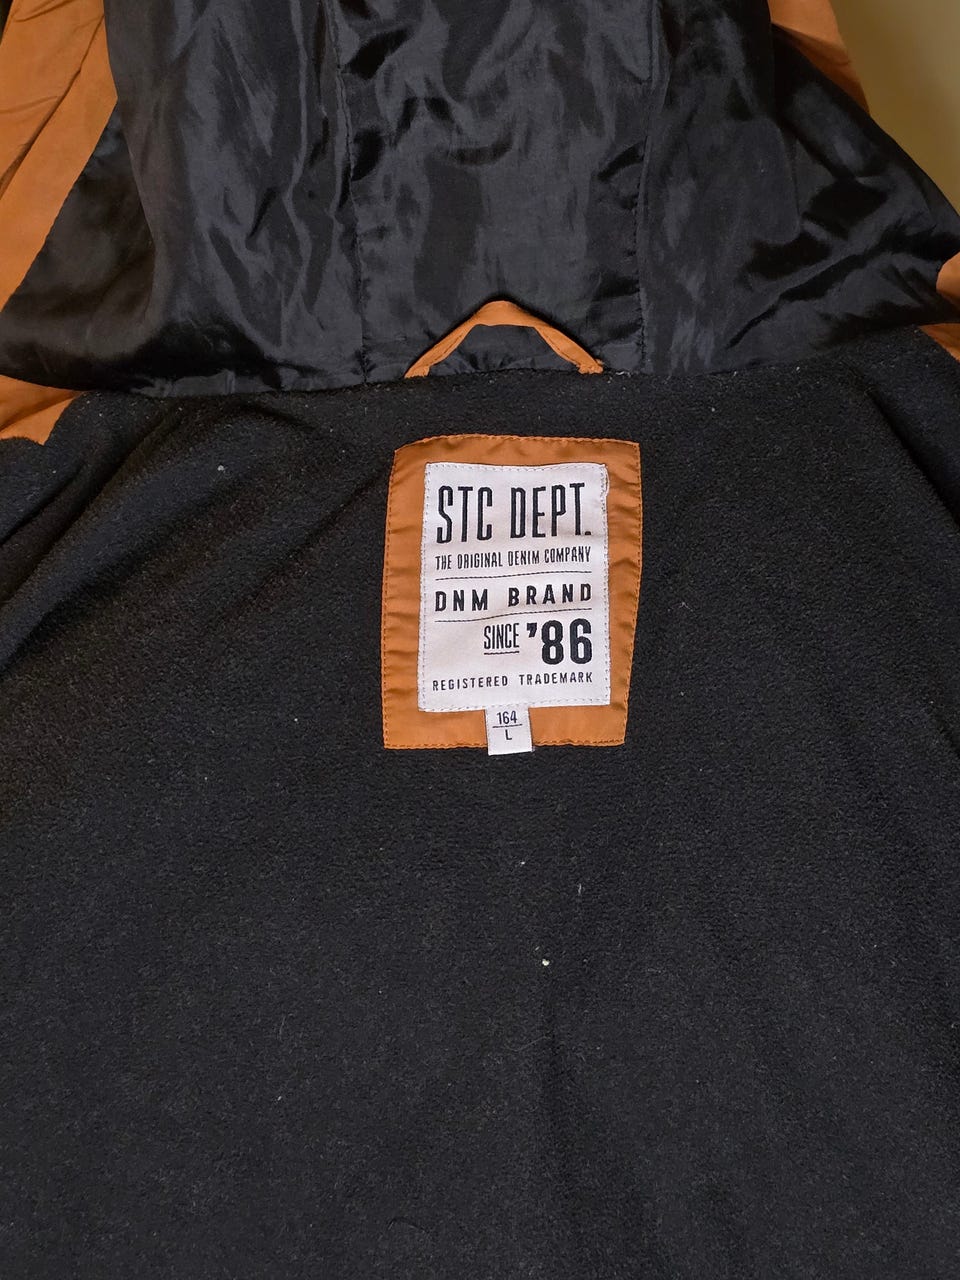 STC DEPT.
THE ORIGINAL DENIM COMPANY
DNM BRAND
SINCE '86
REGISTERED TRADEMARK
164
L